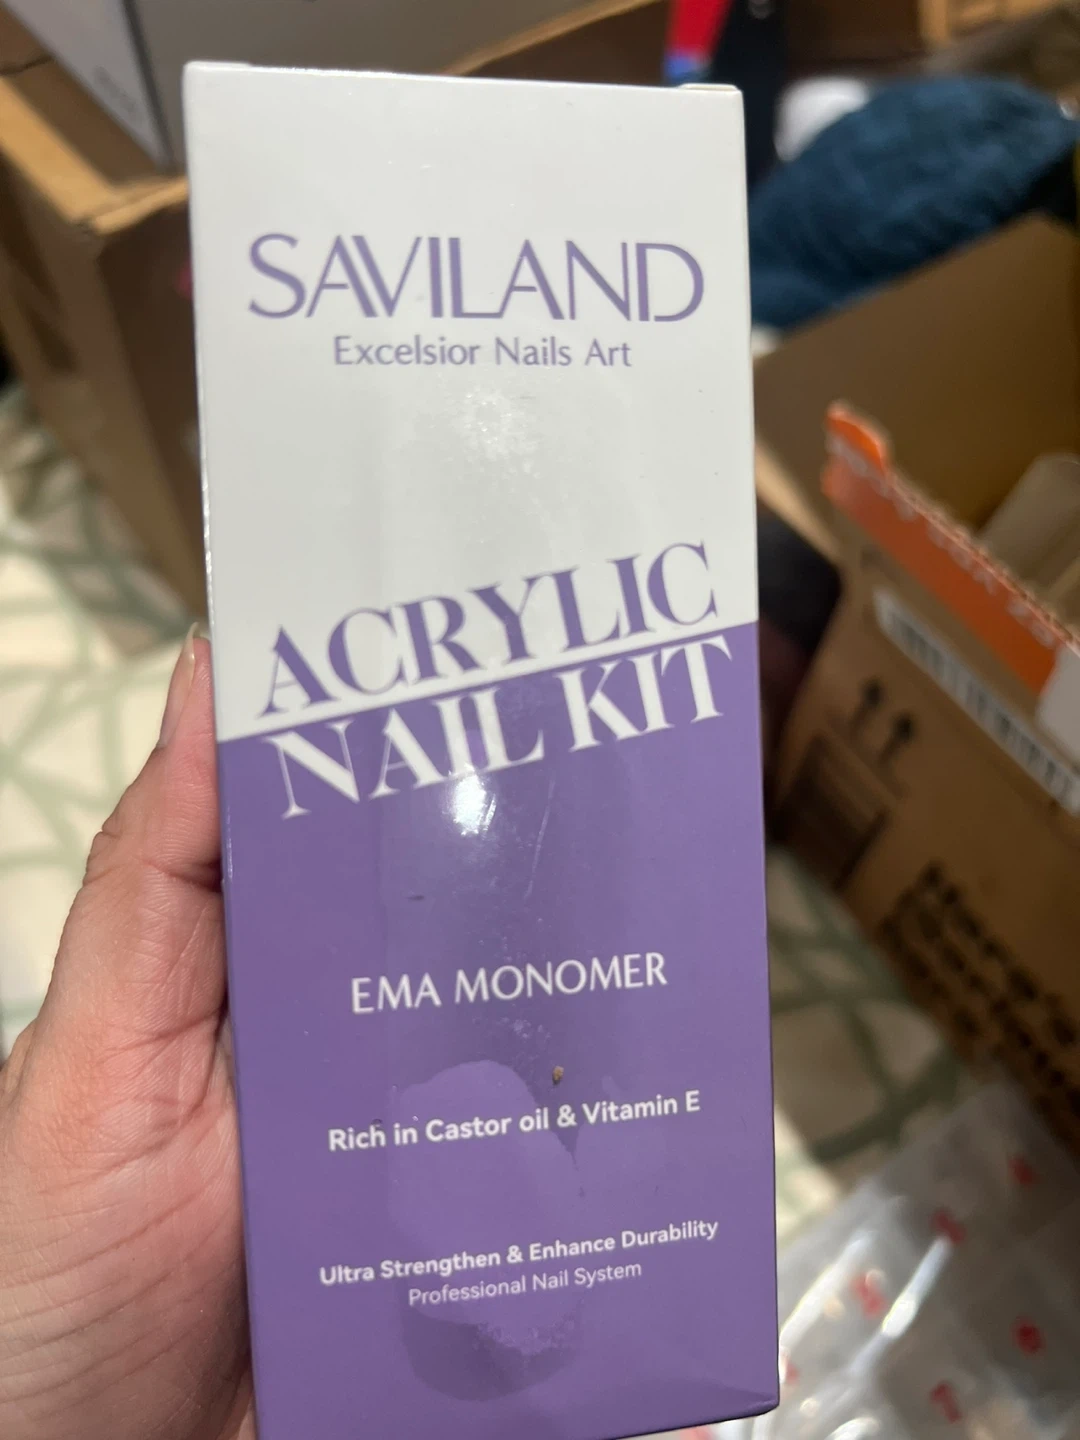 SAVILAND
Excelsior Nails Art
ACRYLIC
NAIL KIT
EMA MONOMER
Rich in Castor oil & Vitamin E
Ultra Strengthen & Enhance Durability
Professional Nail System